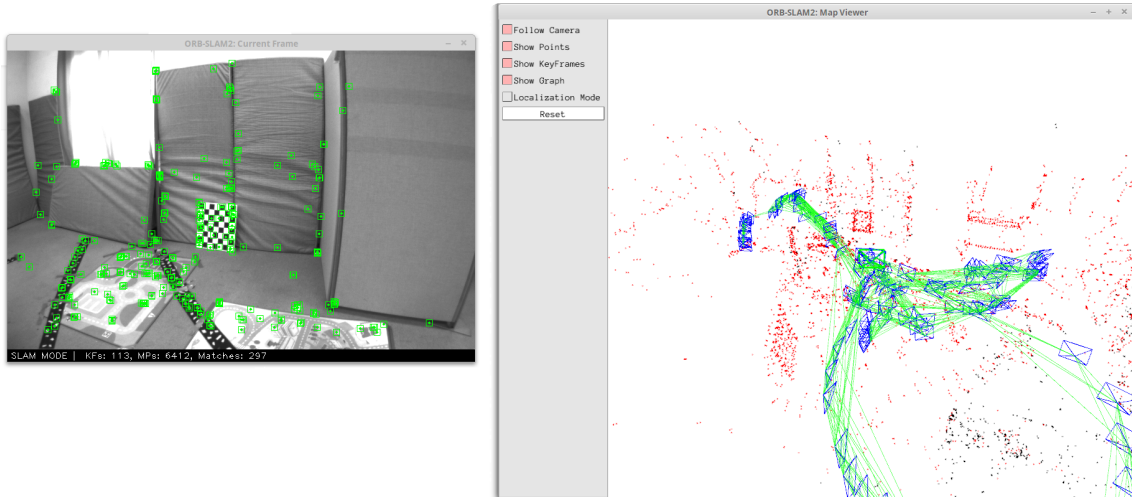 ORB-SLAM2: Current Frame
SLAM MODE | KFs: 113, MPs: 6412, Matches: 297
ORB-SLAM2: Map Viewer
Follow Camera
Show Points
Show KeyFrames
Show Graph
Localization Mode
Reset